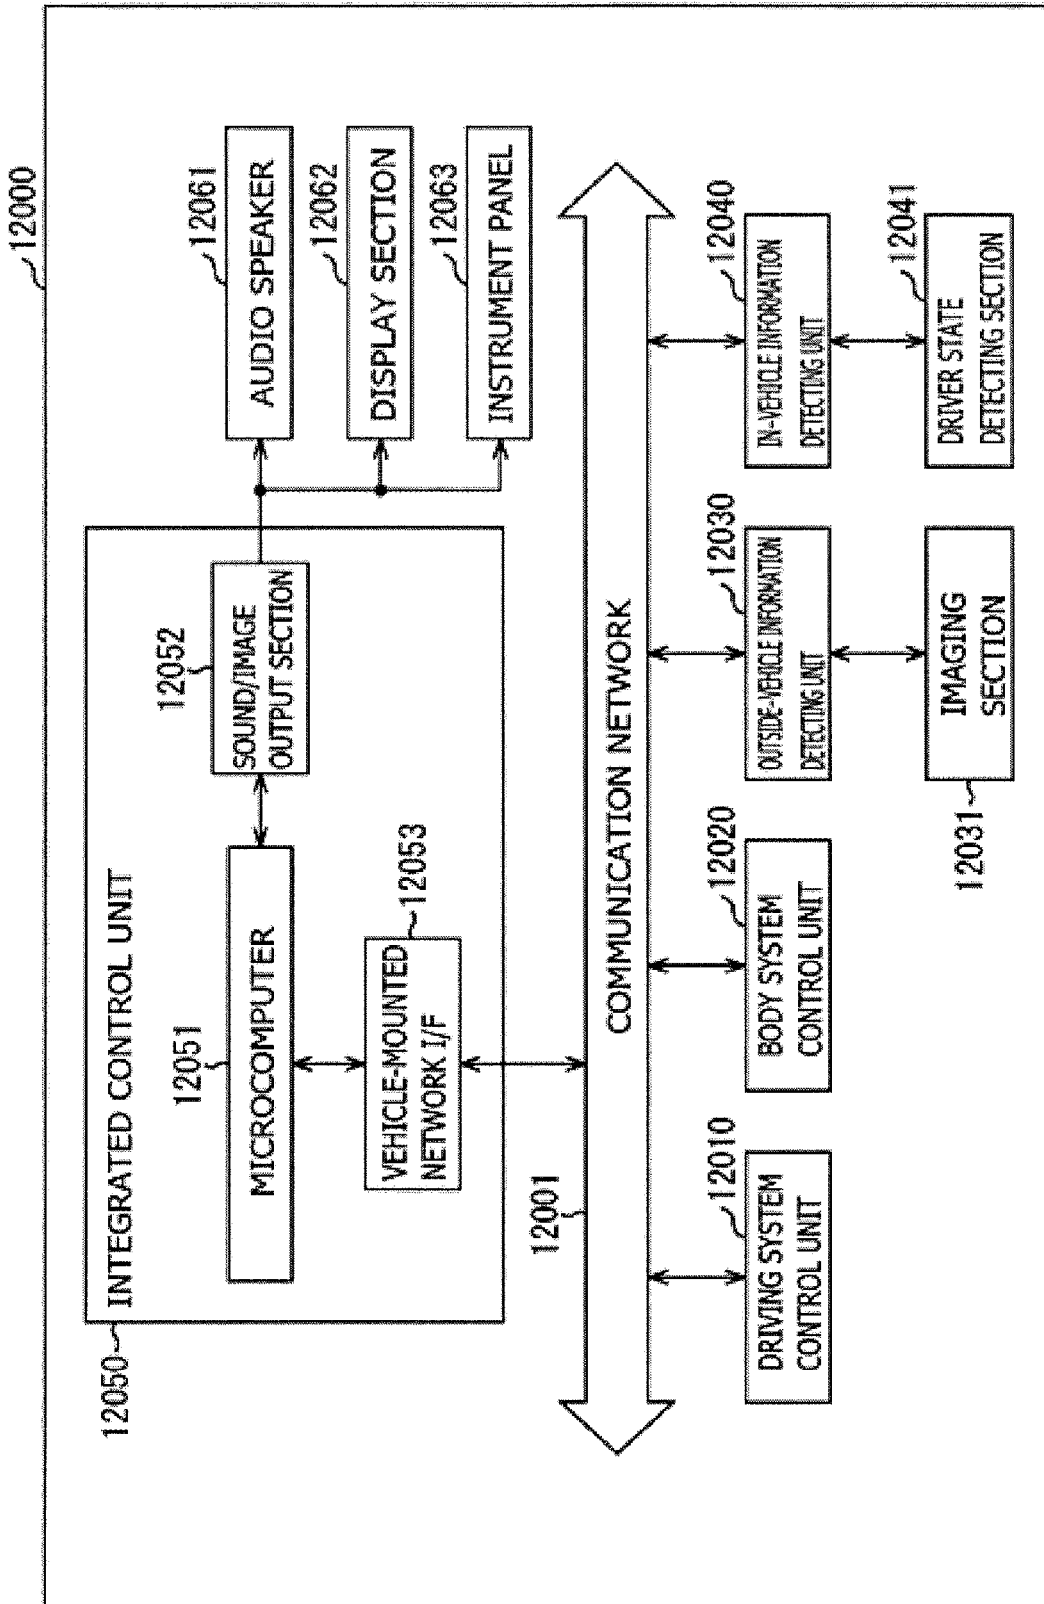 12000
12050
INTEGRATED CONTROL UNIT
12051
MICROCOMPUTER
12052
SOUND/IMAGE
OUTPUT SECTION
12053
VEHICLE-MOUNTED
NETWORK I/F
12061
AUDIO SPEAKER
12062
DISPLAY SECTION
12063
INSTRUMENT PANEL
12001
COMMUNICATION NETWORK
12010
DRIVING SYSTEM
CONTROL UNIT
12020
BODY SYSTEM
CONTROL UNIT
12030
OUTSIDE-VEHICLE INFORMATION
DETECTING UNIT
12040
IN-VEHICLE INFORMATION
DETECTING UNIT
12031
IMAGING
SECTION
12041
DRIVER STATE
DETECTING SECTION